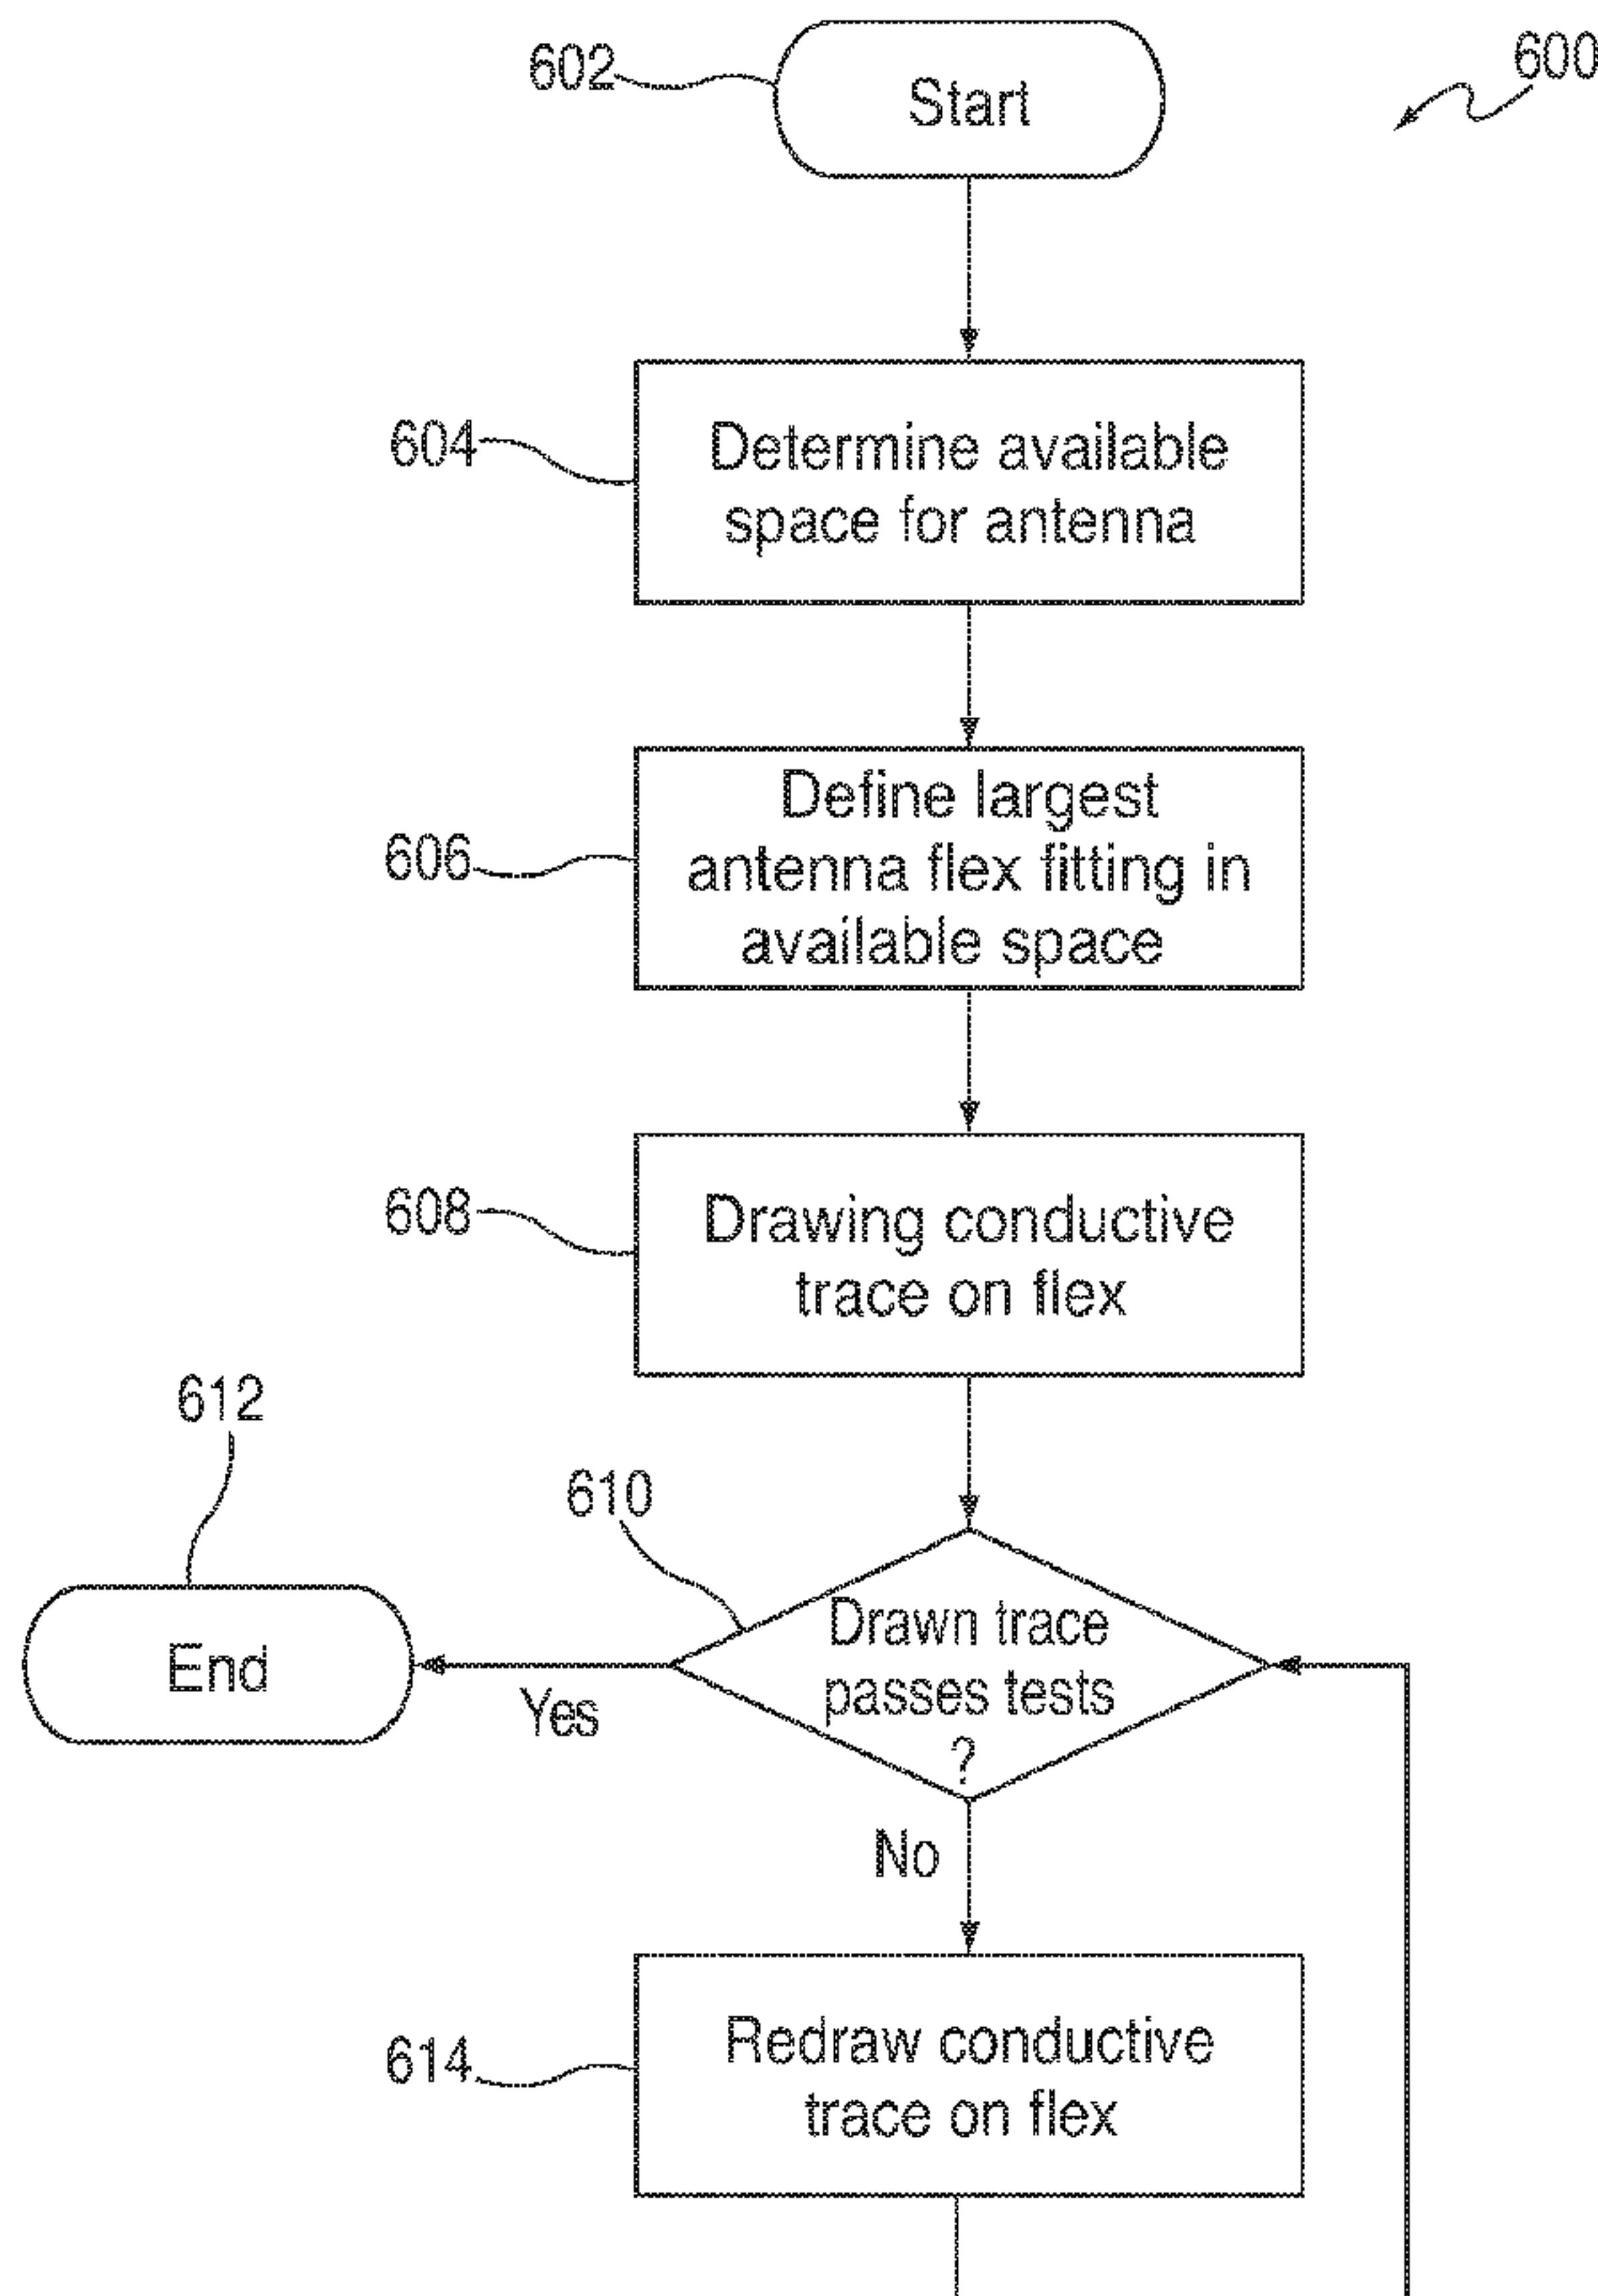 600
602
Start
604
Determine available
space for antenna
606
Define largest
antenna flex fitting in
available space
608
Drawing conductive
trace on flex
612
610
End
Yes
Drawn trace
passes tests
?
No
614
Redraw conductive
trace on flex